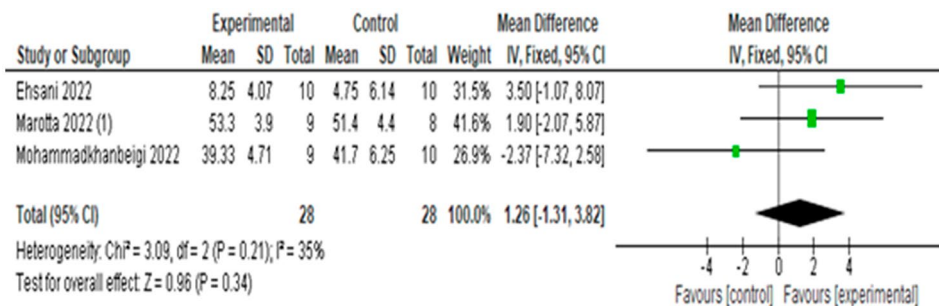 Experimental Control Mean Difference Mean Difference
Study or Subgroup Mean SD Total Mean SD Total Weight IV, Fixed, 95% CI IV, Fixed, 95% CI
Ehsani 2022 8.25 4.07 10 4.75 6.14 10 31.5% 3.50 [-1.07, 8.07]
Marotta 2022 (1) 53.3 3.9 9 51.4 4.4 8 41.6% 1.90 [-2.07, 5.87]
Mohammadkhanbeigi 2022 39.33 4.71 9 41.7 6.25 10 26.9% -2.37 [-7.32, 2.58]
Total (95% CI) 28 28 100.0% 1.26 [-1.31, 3.82]
Heterogeneity: Chi² = 3.09, df = 2 (P = 0.21); I² = 35%
Test for overall effect: Z = 0.96 (P = 0.34)
-4 -2 0 2 4
Favours [control] Favours [experimental]